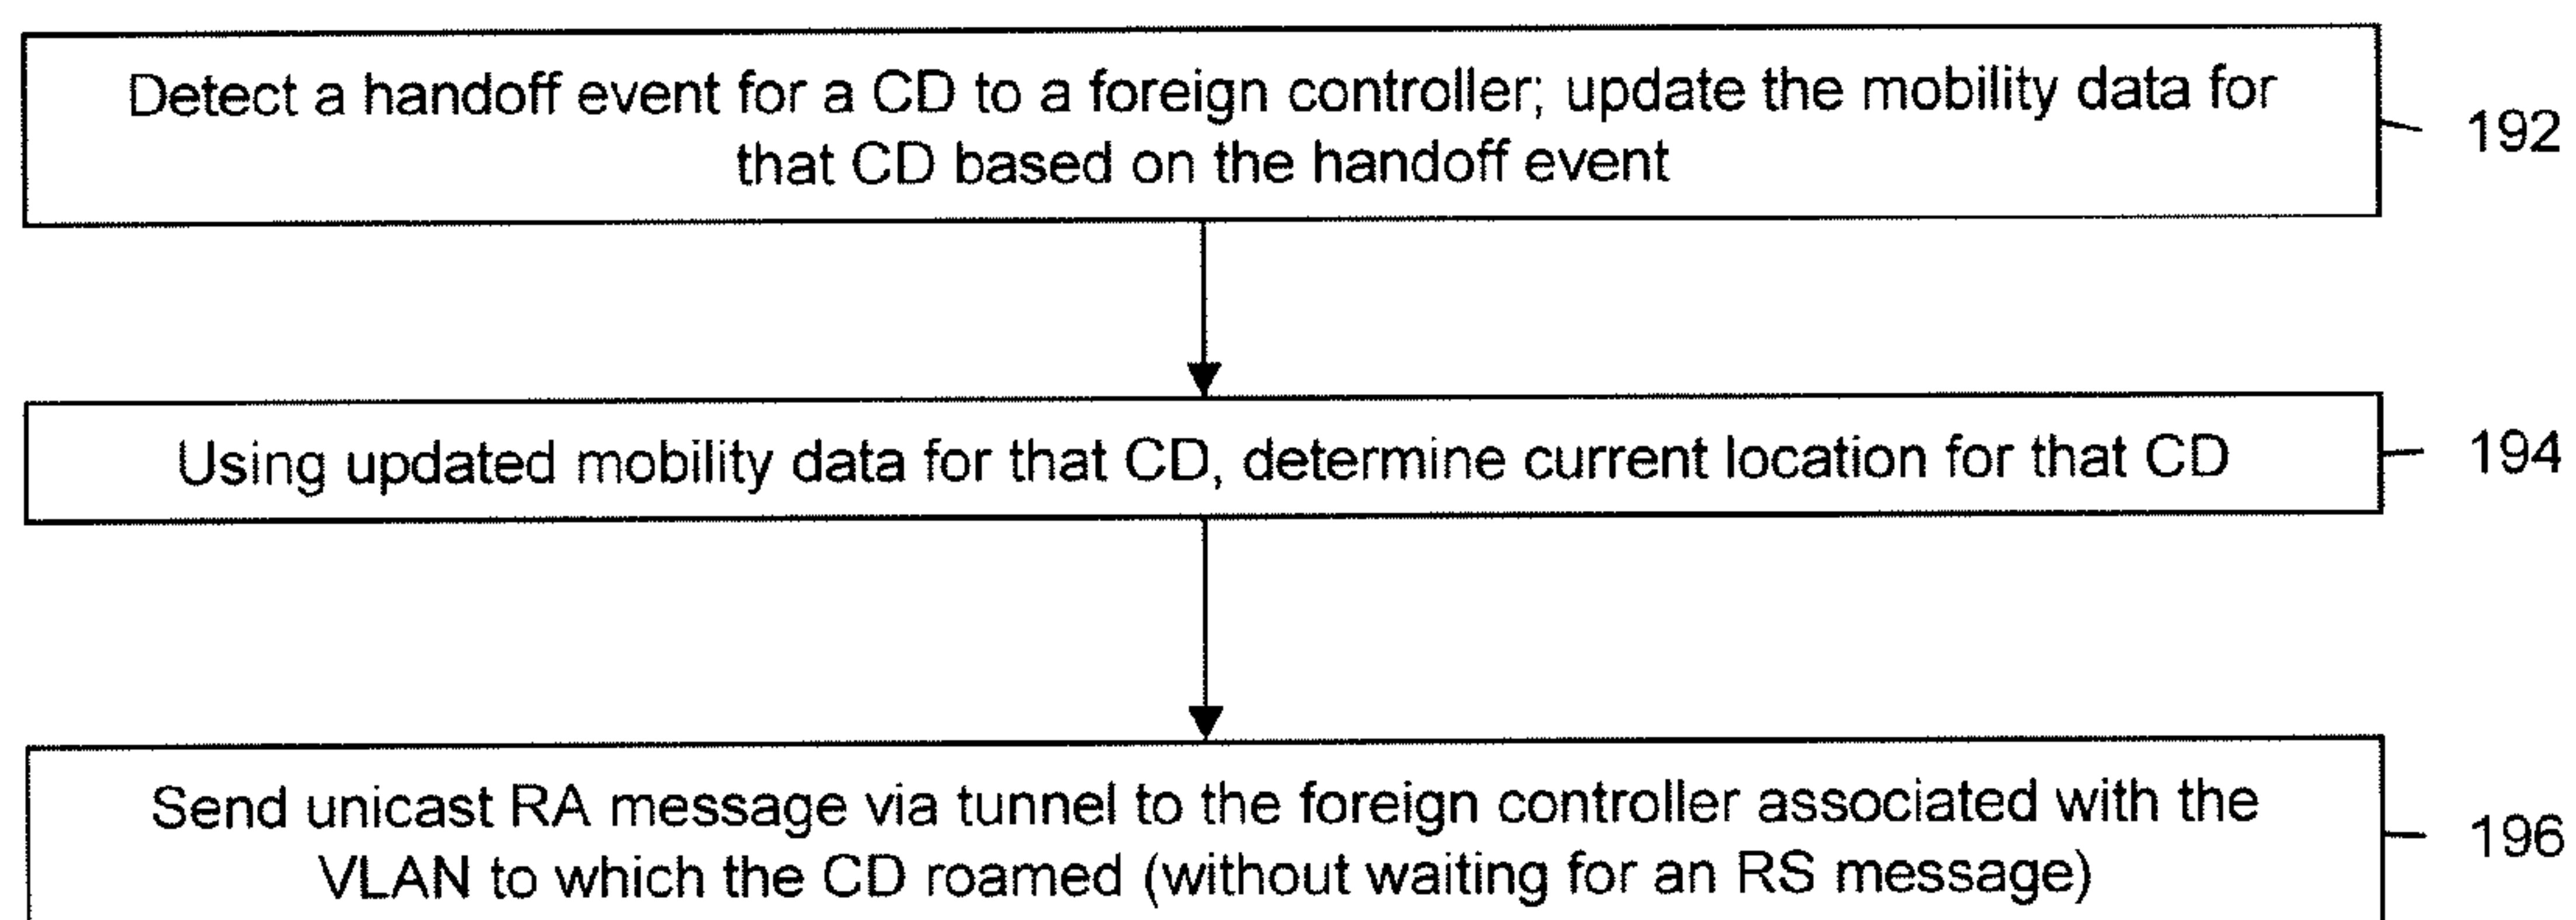 Detect a handoff event for a CD to a foreign controller; update the mobility data for
that CD based on the handoff event
192
Using updated mobility data for that CD, determine current location for that CD
194
Send unicast RA message via tunnel to the foreign controller associated with the
VLAN to which the CD roamed (without waiting for an RS message)
196